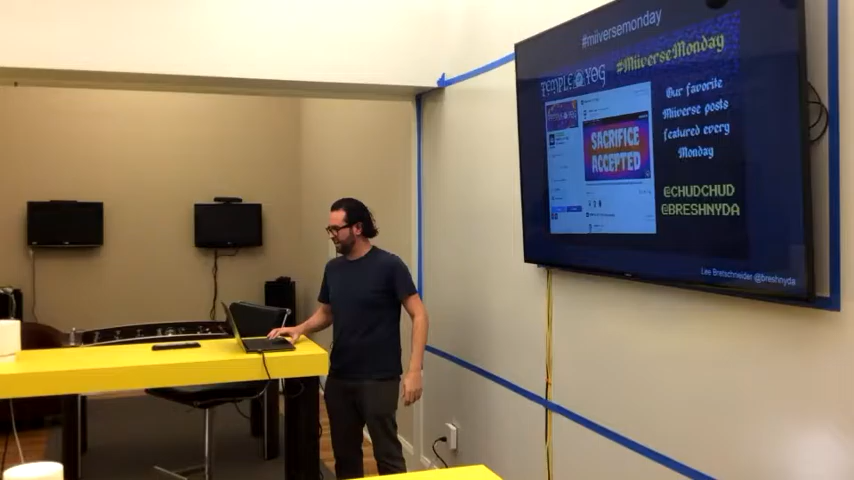 #miiversemonday
TEMPLE OF YOG
#MiiverseMonday
Our favorite
Miiverse posts
featured every
Monday
SACRIFICE
ACCEPTED
@CHUDCHUD
@BRESHNYDA
Lee Bretschneider @breshnyda